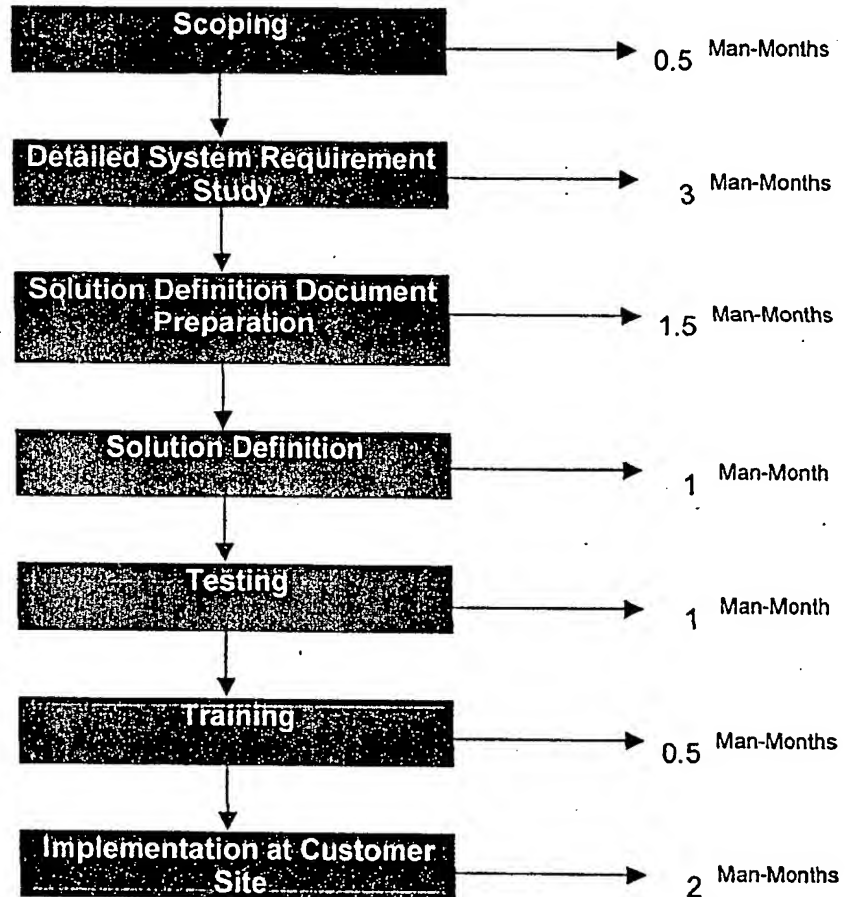 Scoping
0.5 Man-Months
Detailed System Requirement
Study
3 Man-Months
Solution Definition Document
Preparation
1.5 Man-Months
Solution Definition
1 Man-Month
Testing
1 Man-Month
Training
0.5 Man-Months
Implementation at Customer
Site
2 Man-Months